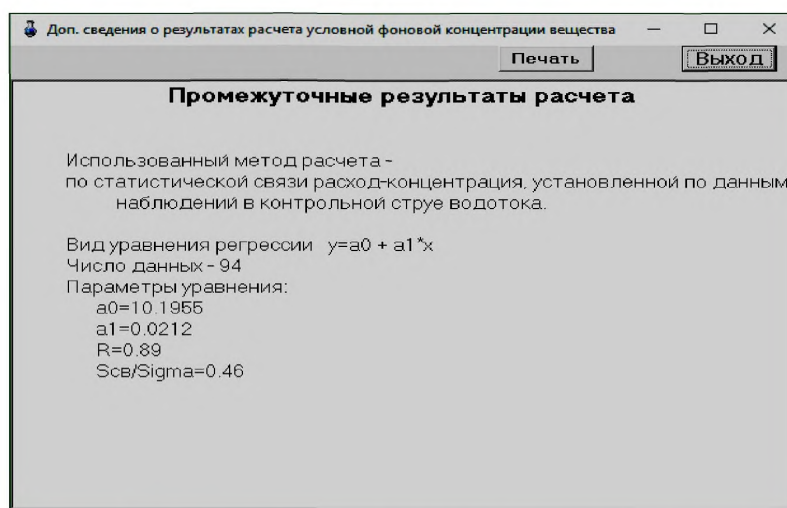 Доп. сведения о результатах расчета условной фоновой концентрации вещества
Печать
Выход
Промежуточные результаты расчета
Использованный метод расчета -
по статистической связи расход-концентрация, установленной по данным
наблюдений в контрольной струе водотока.
Вид уравнения регрессии y=a0 + a1*x
Число данных - 94
Параметры уравнения:
a0=10.1955
a1=0.0212
R=0.89
Sсв/Sigma=0.46